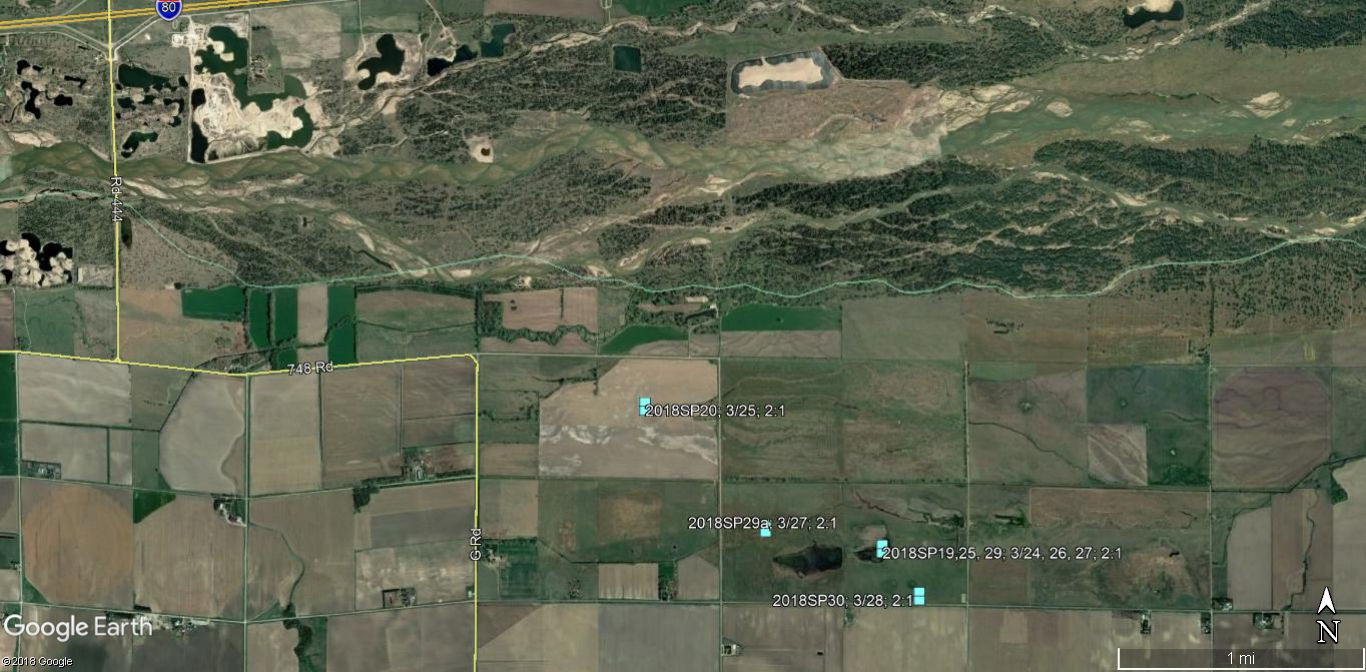 80
Rd 444
748 Rd
2018SP20; 3/25; 2:1
2018SP29a; 3/27; 2:1
G Rd
2018SP19,25, 29; 3/24, 26, 27; 2:1
2018SP30; 3/28; 2:1
Google Earth
N
©2018 Google
1 mi